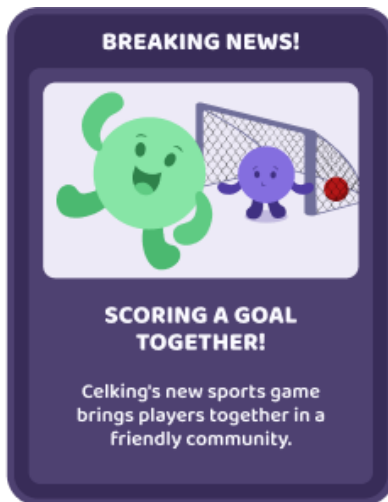 BREAKING NEWS!
SCORING A GOAL
TOGETHER!
Celking's new sports game
brings players together in a
friendly community.